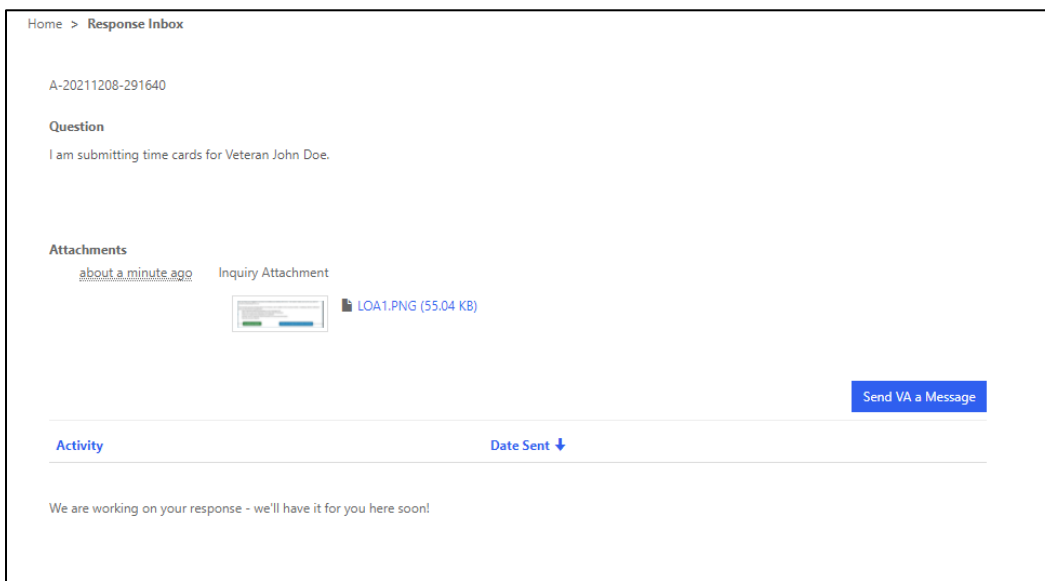 Home > Response Inbox
A-20211208-291640
Question
I am submitting time cards for Veteran John Doe.
Attachments
about a minute ago Inquiry Attachment
LOA1.PNG (55.04 KB)
Send VA a Message
Activity Date Sent
We are working on your response - we'll have it for you here soon!